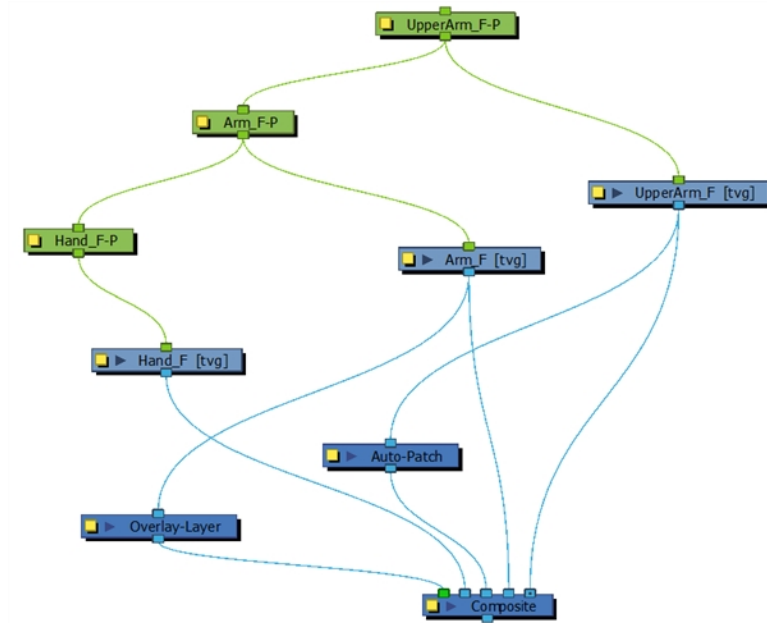 UpperArm_F-P
Arm_F-P
UpperArm_F [tvg]
Hand_F-P
Arm_F [tvg]
Hand_F [tvg]
Auto-Patch
Overlay-Layer
Composite